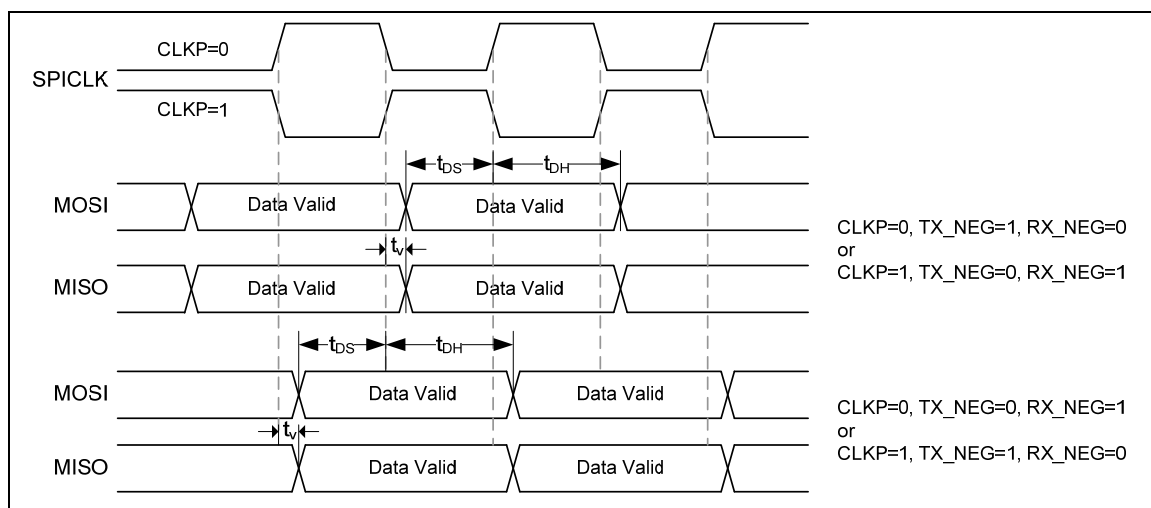 CLKP=0
SPICLK
CLKP=1
tDS tDH
MOSI Data Valid Data Valid
tV
MISO Data Valid Data Valid
CLKP=0, TX_NEG=1, RX_NEG=0
or
CLKP=1, TX_NEG=0, RX_NEG=1
tDS tDH
MOSI Data Valid Data Valid
tV
MISO Data Valid Data Valid
CLKP=0, TX_NEG=0, RX_NEG=1
or
CLKP=1, TX_NEG=1, RX_NEG=0